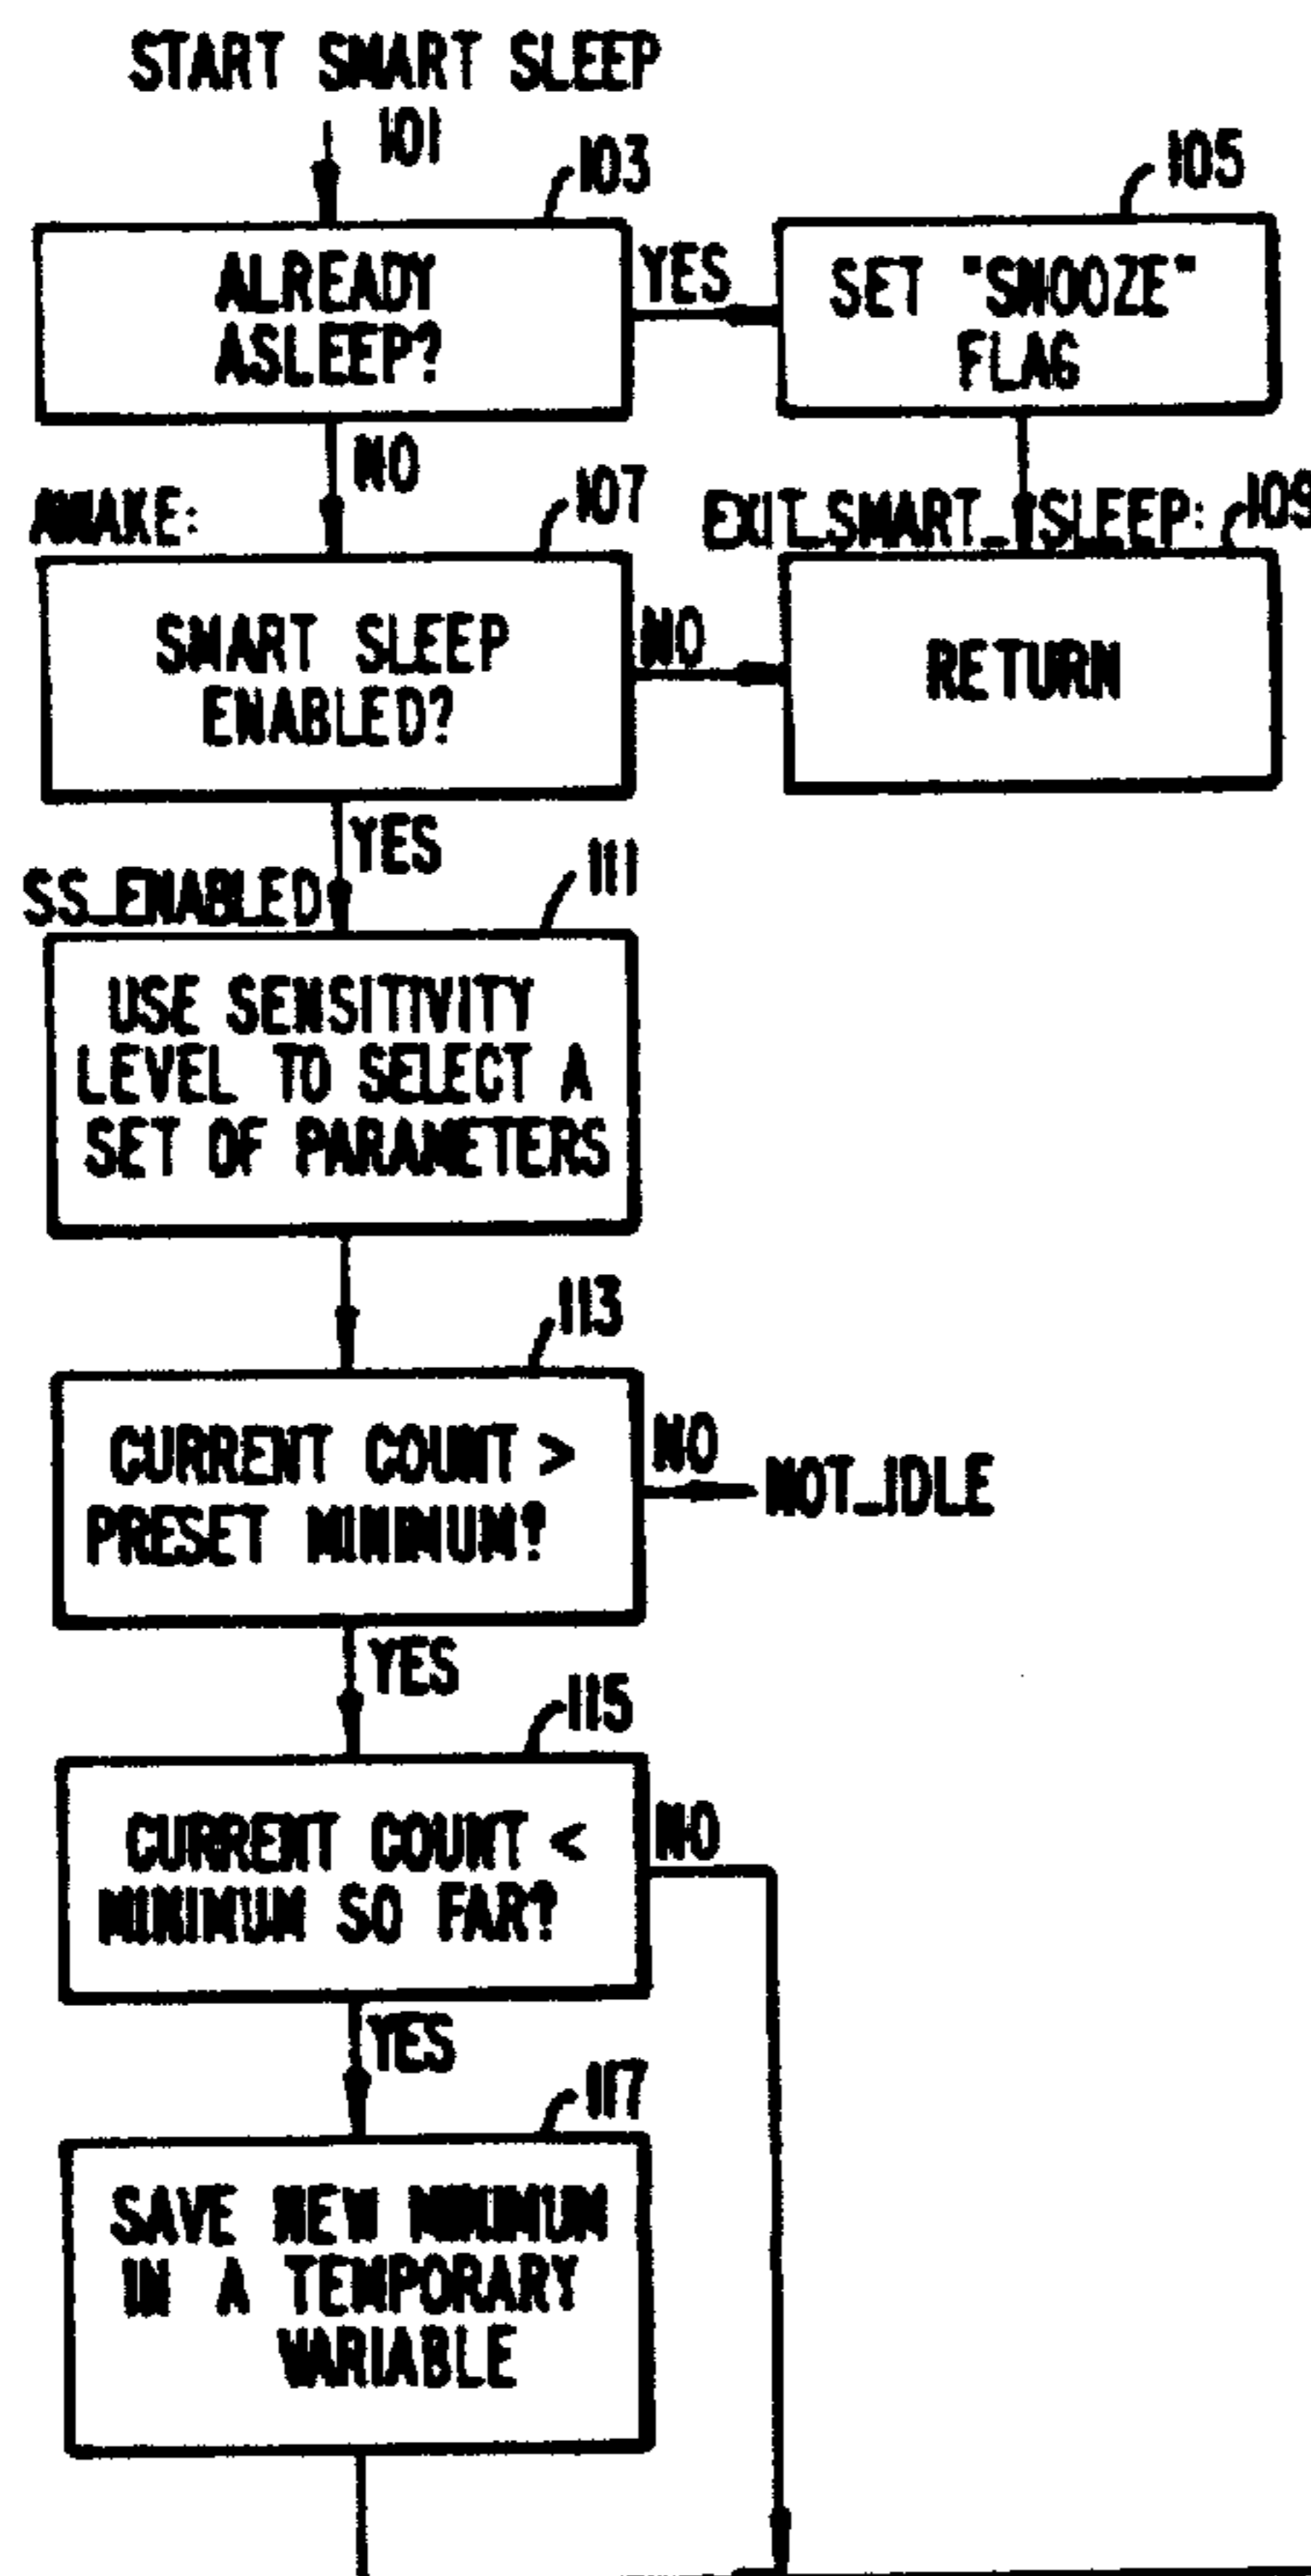 START SMART SLEEP
101
103
105
ALREADY
ASLEEP?
YES
SET "SNOOZE"
FLAG
NO
AWAKE:
107
EXIT_SMART_SLEEP:
109
SMART SLEEP
ENABLED?
NO
RETURN
YES
SS_ENABLED
111
USE SENSITIVITY
LEVEL TO SELECT A
SET OF PARAMETERS
113
CURRENT COUNT >
PRESET MINIMUM?
NO
NOT_IDLE
YES
115
CURRENT COUNT <
MINIMUM SO FAR?
NO
YES
117
SAVE NEW MINIMUM
IN A TEMPORARY
VARIABLE